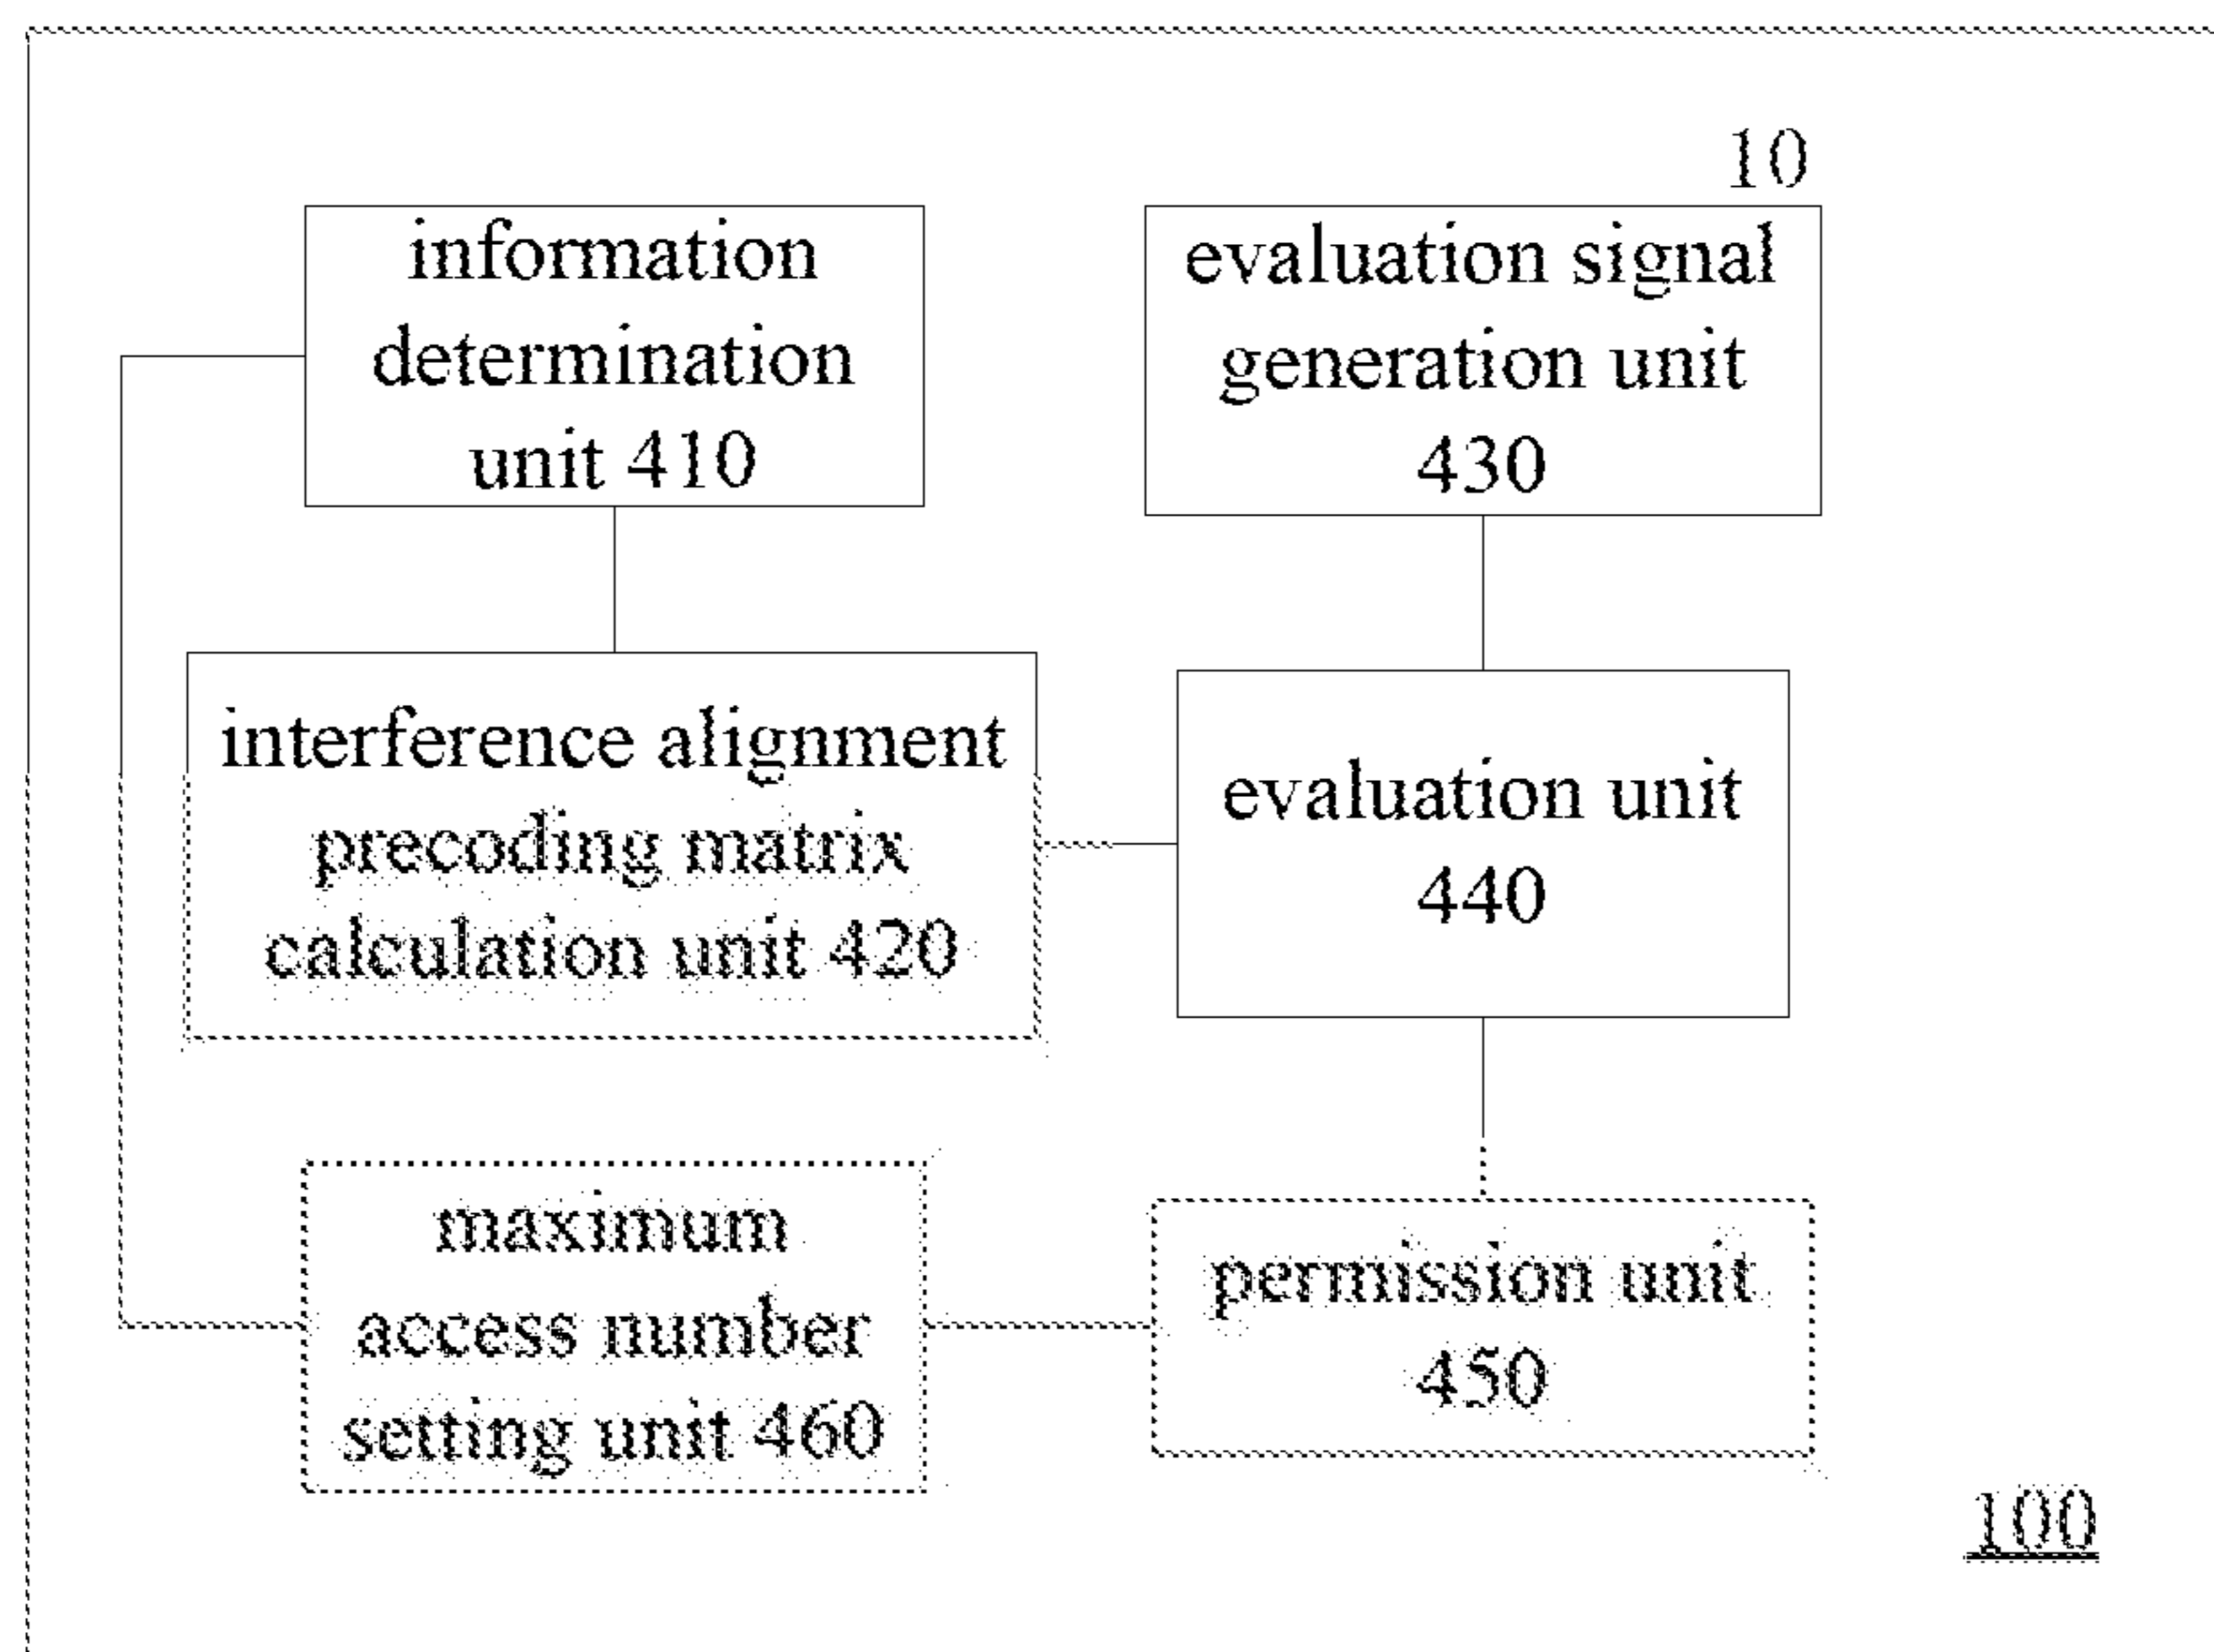 10
information
determination
unit 410
evaluation signal
generation unit
430
interference alignment
precoding matrix
calculation unit 420
evaluation unit
440
maximum
access number
setting unit 460
permission unit
450
100